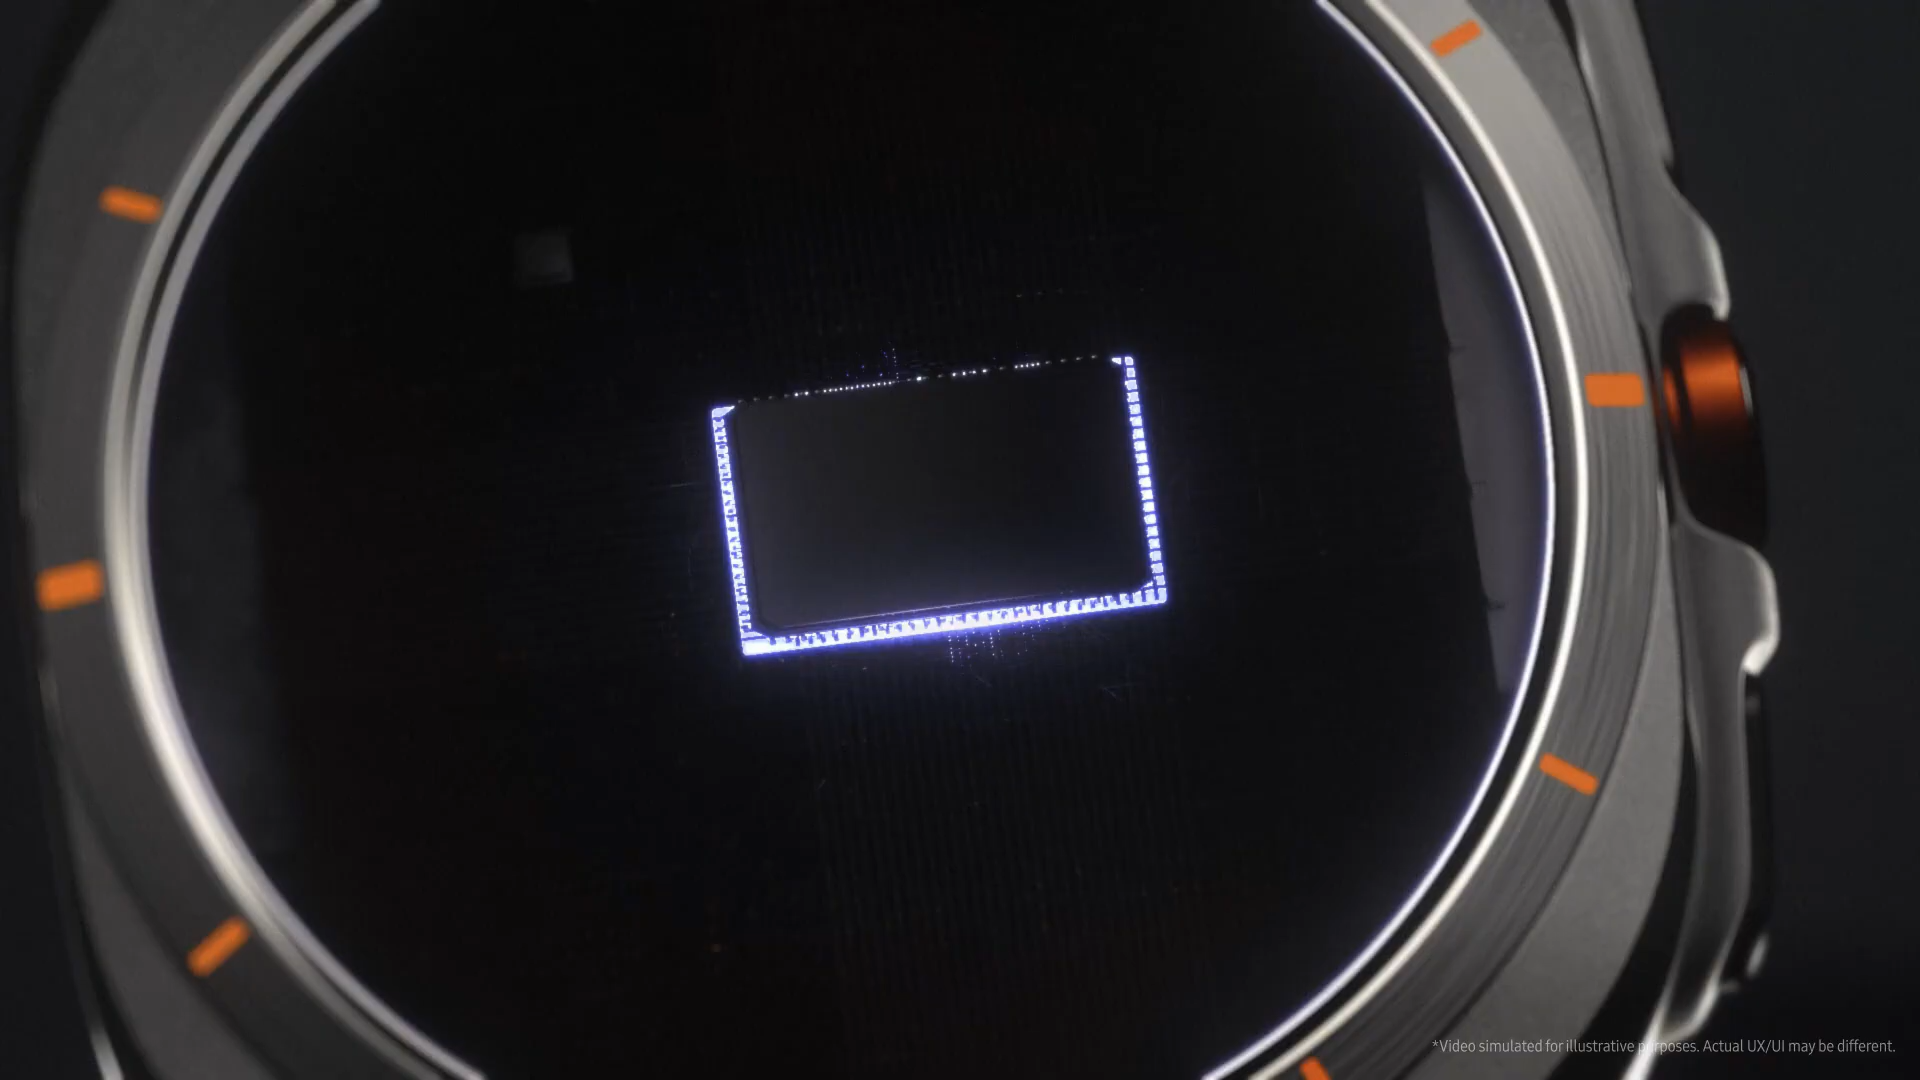 *Video simulated for illustrative purposes. Actual UX/UI may be different.